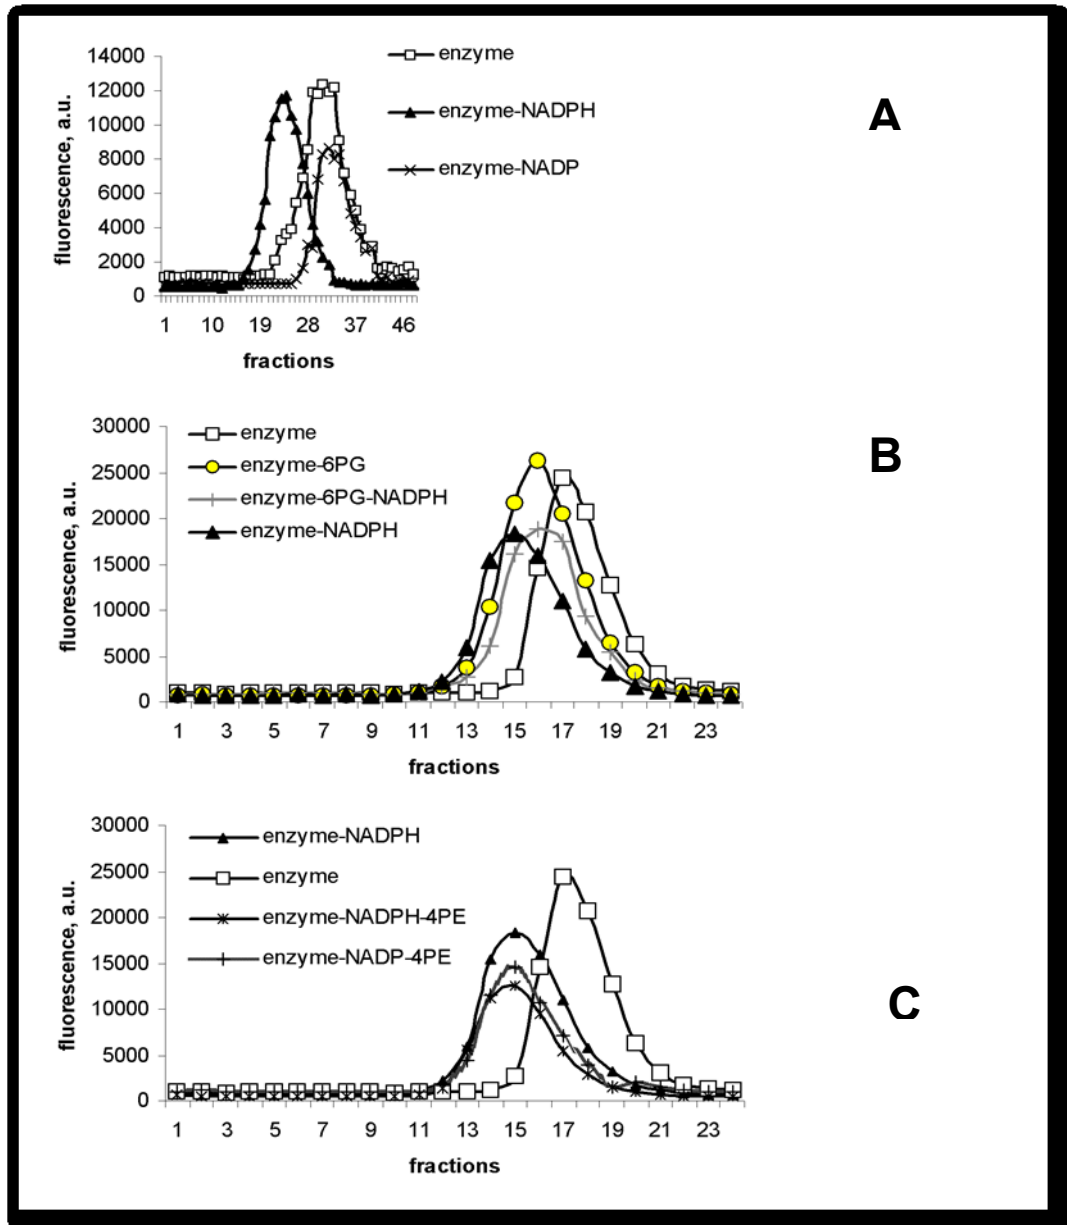 14000
12000
10000
8000
6000
4000
2000
0
fluorescence, a.u.
enzyme
enzyme-NADPH
enzyme-NADP
1 10 19 28 37 46
fractions
A
30000
25000
20000
15000
10000
5000
0
fluorescence, a.u.
enzyme
enzyme-6PG
enzyme-6PG-NADPH
enzyme-NADPH
1 3 5 7 9 11 13 15 17 19 21 23
fractions
B
30000
25000
20000
15000
10000
5000
0
fluorescence, a.u.
enzyme-NADPH
enzyme
enzyme-NADPH-4PE
enzyme-NADP-4PE
1 3 5 7 9 11 13 15 17 19 21 23
fractions
C